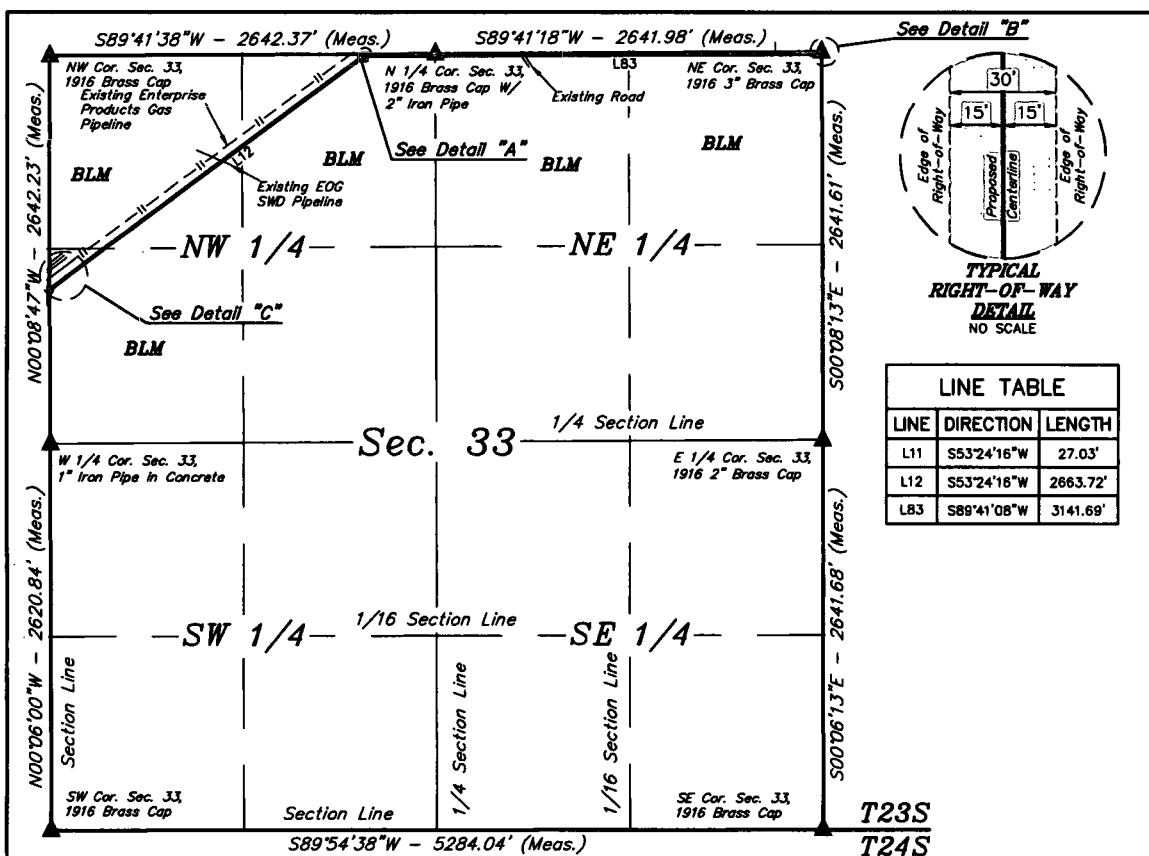 S89°41'38"W - 2642.37' (Meas.)
S89°41'18"W - 2641.98' (Meas.)
See Detail "B"
NW Cor. Sec. 33,
1916 Brass Cap
Existing Enterprise
Products Gas
Pipeline
N 1/4 Cor. Sec. 33,
1916 Brass Cap W/
2" Iron Pipe
L83
Existing Road
NE Cor. Sec. 33,
1916 3" Brass Cap
30'
15'
15'
Edge of
Right-of-Way
Proposed
Centerline
Edge of
Right-of-Way
TYPICAL
RIGHT-OF-WAY
DETAIL
NO SCALE
N00°08'47"W - 2642.23' (Meas.)
BLM
L12
BLM
See Detail "A"
BLM
BLM
Existing EOG
SWD Pipeline
S00°08'13"E - 2641.61' (Meas.)
NW 1/4
NE 1/4
See Detail "C"
BLM
LINE TABLE
LINE DIRECTION LENGTH
L11 S53°24'16"W 27.03'
L12 S53°24'16"W 2663.72'
L83 S89°41'08"W 3141.69'
Sec. 33
1/4 Section Line
W 1/4 Cor. Sec. 33,
1" Iron Pipe in Concrete
E 1/4 Cor. Sec. 33,
1916 2" Brass Cap
N00°06'00"W - 2620.84' (Meas.)
S00°06'13"E - 2641.68' (Meas.)
1/16 Section Line
SW 1/4
SE 1/4
Section Line
1/4 Section Line
1/16 Section Line
SW Cor. Sec. 33,
1916 Brass Cap
Section Line
SE Cor. Sec. 33,
1916 Brass Cap
T23S
S89°54'38"W - 5284.04' (Meas.)
T24S